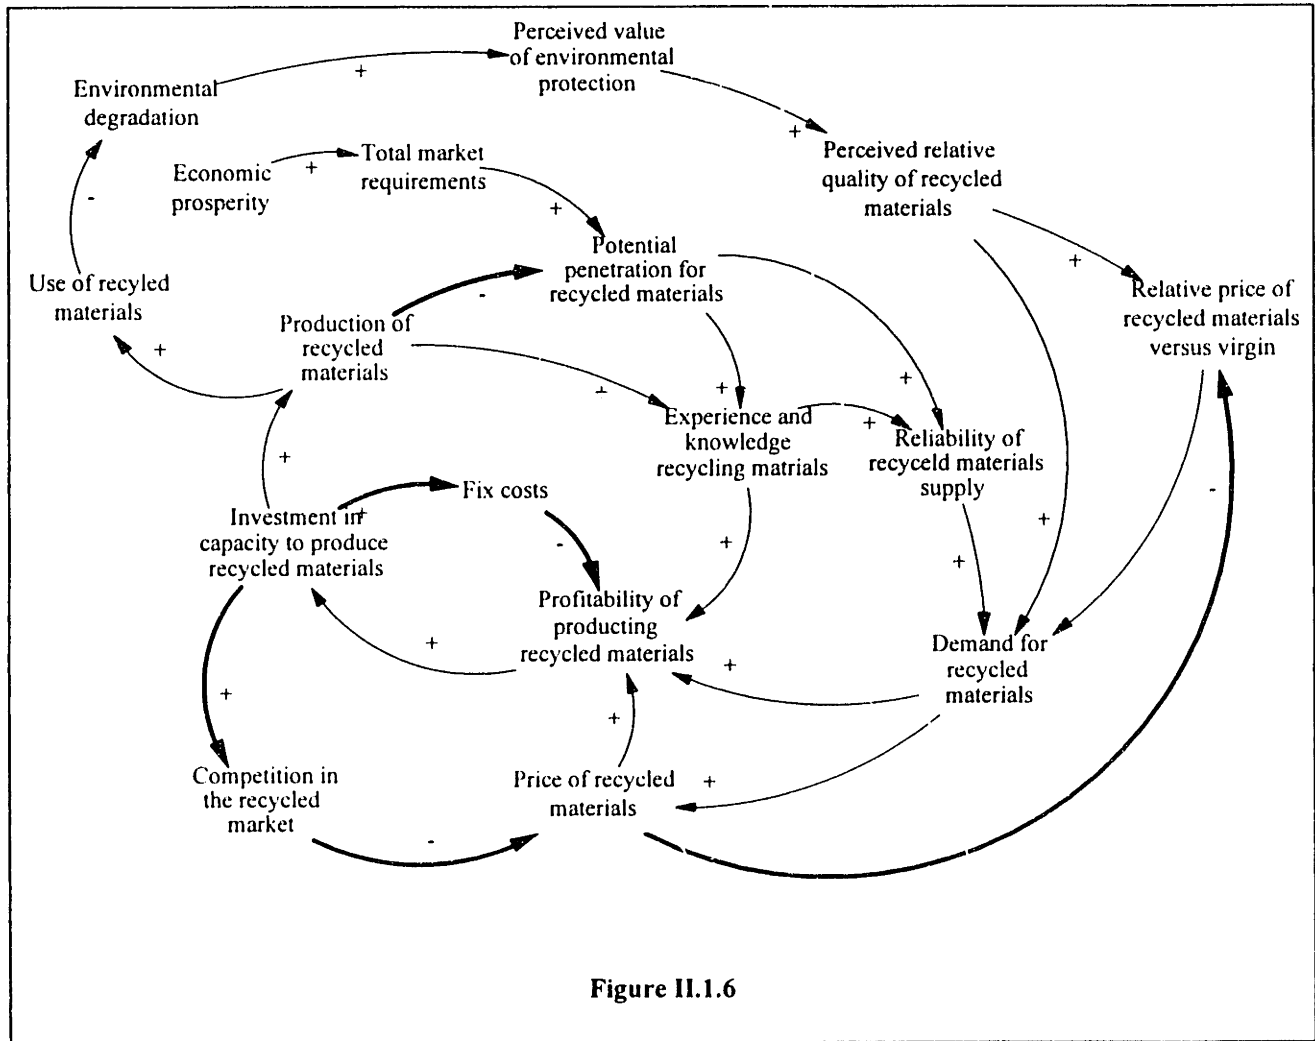 Perceived value
of environmental
protection
+
Environmental
degradation
+
Perceived relative
quality of recycled
materials
Economic
prosperity
+
Total market
requirements
-
+
Potential
penetration for
recycled materials
+
Use of recyled
materials
-
Relative price of
recycled materials
versus virgin
Production of
recycled
materials
+
+
+
+
Experience and
knowledge
recycling matrials
+
Reliability of
recyceld materials
supply
+
Fix costs
-
+
Investment in
capacity to produce
recycled materials
-
+
+
+
Profitability of
producting
recycled materials
+
+
Demand for
recycled
materials
+
+
Competition in
the recycled
market
Price of recycled
materials
+
-
Figure II.1.6